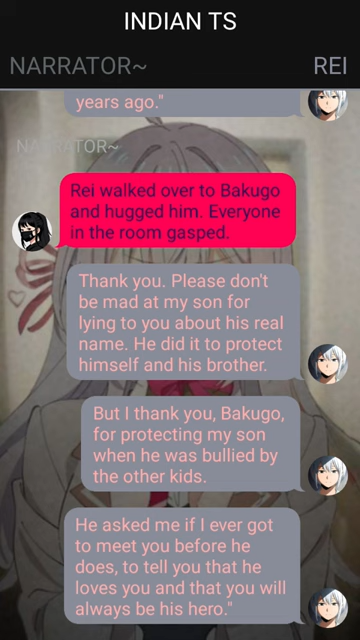 INDIAN TS
NARRATOR~
REI
years ago."
NARRATOR~
Rei walked over to Bakugo
and hugged him. Everyone
in the room gasped.
Thank you. Please don't
be mad at my son for
lying to you about his real
name. He did it to protect
himself and his brother.
But I thank you, Bakugo,
for protecting my son
when he was bullied by
the other kids.
He asked me if I ever got
to meet you before he
does, to tell you that he
loves you and that you will
always be his hero."